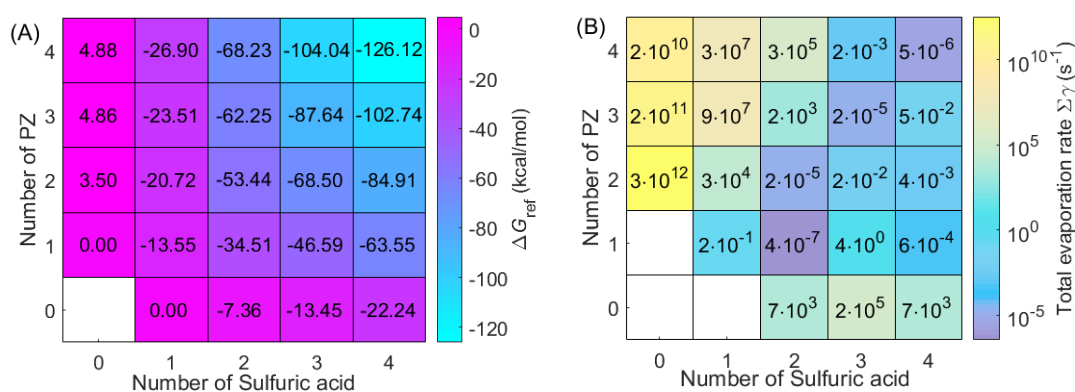 (A)
4
4.88 -26.90 -68.23 -104.04 -126.12
3
4.86 -23.51 -62.25 -87.64 -102.74
2
3.50 -20.72 -53.44 -68.50 -84.91
1
0.00 -13.55 -34.51 -46.59 -63.55
0
0.00 -7.36 -13.45 -22.24
0 1 2 3 4
Number of Sulfuric acid
Number of PZ
0
-20
-40
-60
-80
-100
-120
ΔG_ref (kcal/mol)
(B)
4
2·10^10 3·10^7 3·10^5 2·10^-3 5·10^-6
3
2·10^11 9·10^7 2·10^3 2·10^-5 5·10^-2
2
3·10^12 3·10^4 2·10^-5 2·10^-2 4·10^-3
1
2·10^-1 4·10^-7 4·10^0 6·10^-4
0
7·10^3 2·10^5 7·10^3
0 1 2 3 4
Number of Sulfuric acid
Number of PZ
10^10
10^5
10^0
10^-5
Total evaporation rate Σγ (s^-1)